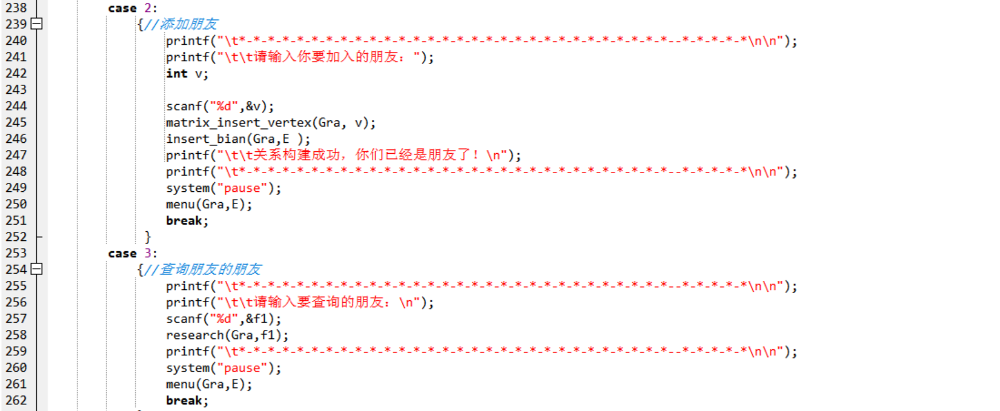 238 case 2:
239 {//添加朋友
240 printf("\t*-*-*-*-*-*-*-*-*-*-*-*-*-*-*-*-*-*-*-*-*-*-*-*-*-*-*-*-*-*--*-*-*-*-*\n\n");
241 printf("\t\t请输入你要加入的朋友: ");
242 int v;
243
244 scanf("%d",&v);
245 matrix_insert_vertex(Gra, v);
246 insert_bian(Gra,E );
247 printf("\t\t关系构建成功，你们已经是朋友了! \n");
248 printf("\t*-*-*-*-*-*-*-*-*-*-*-*-*-*-*-*-*-*-*-*-*-*-*-*-*-*-*-*-*-*--*-*-*-*-*\n\n");
249 system("pause");
250 menu(Gra,E);
251 break;
252 }
253 case 3:
254 {//查询朋友的朋友
255 printf("\t*-*-*-*-*-*-*-*-*-*-*-*-*-*-*-*-*-*-*-*-*-*-*-*-*-*-*-*-*-*--*-*-*-*-*\n\n");
256 printf("\t\t请输入要查询的朋友: \n");
257 scanf("%d",&f1);
258 research(Gra,f1);
259 printf("\t*-*-*-*-*-*-*-*-*-*-*-*-*-*-*-*-*-*-*-*-*-*-*-*-*-*-*-*-*-*--*-*-*-*-*\n\n");
260 system("pause");
261 menu(Gra,E);
262 break;